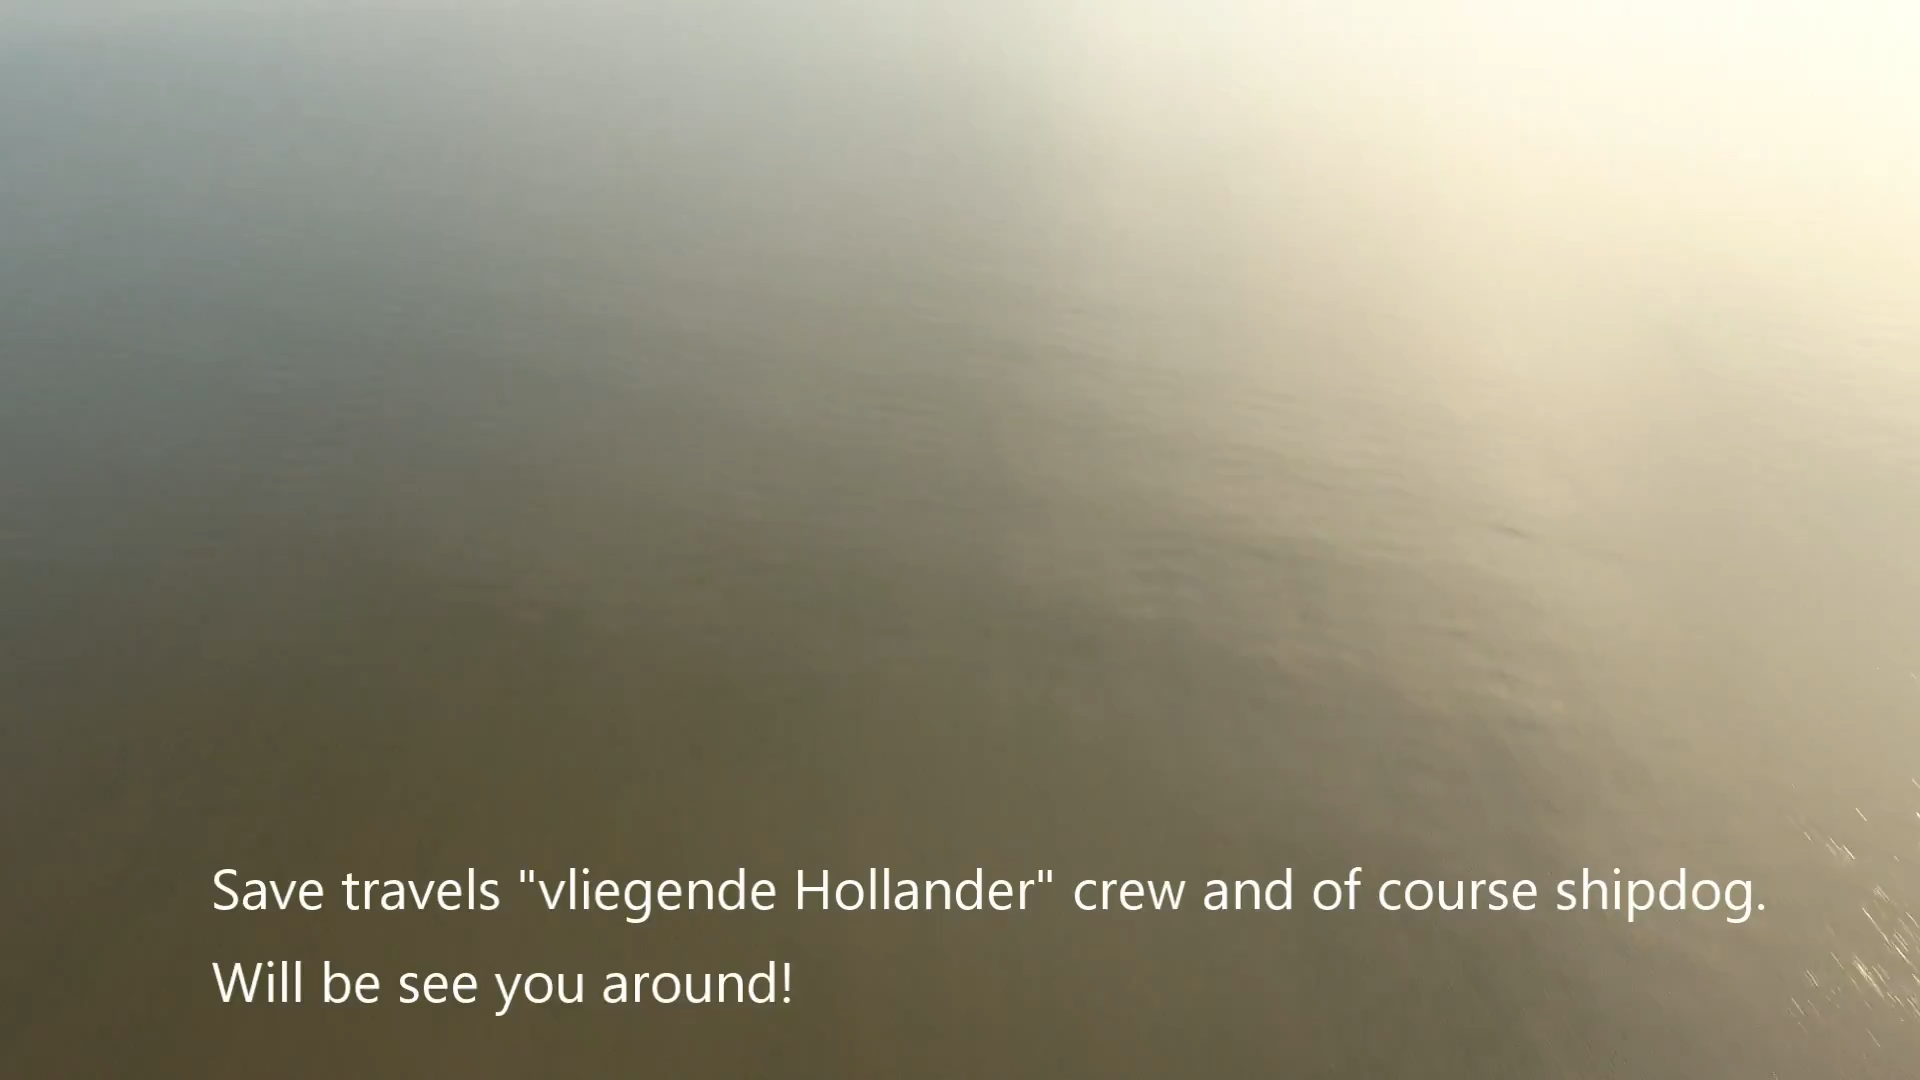 Save travels "vliegende Hollander" crew and of course shipdog.
Will be see you around!